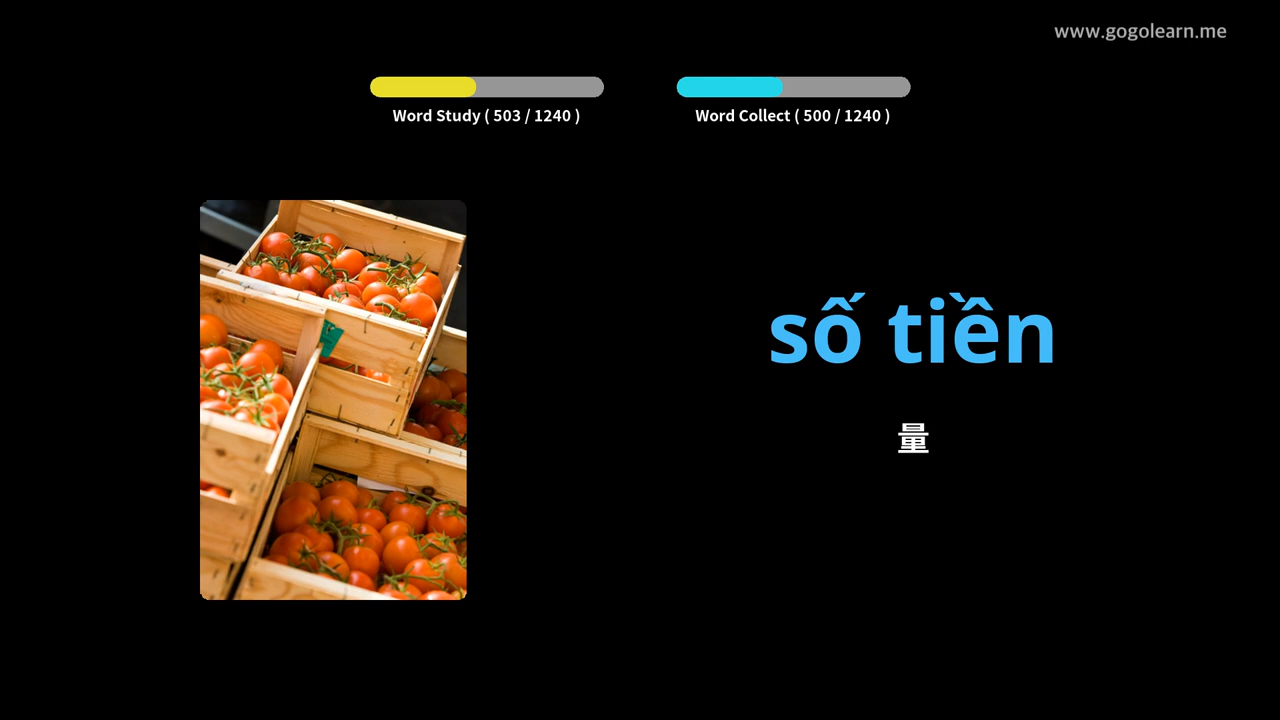 www.gogolearn.me
Word Study ( 503 / 1240 )
Word Collect ( 500 / 1240 )
số tiền
量